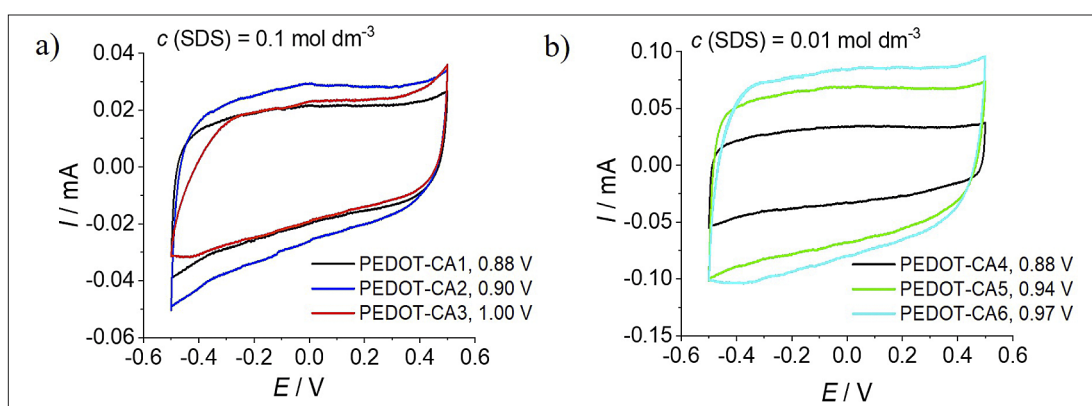 a)
c (SDS) = 0.1 mol dm⁻³
0.04
0.02
0.00
-0.02
-0.04
-0.06
I / mA
PEDOT-CA1, 0.88 V
PEDOT-CA2, 0.90 V
PEDOT-CA3, 1.00 V
-0.6 -0.4 -0.2 0.0 0.2 0.4 0.6
E / V
b)
c (SDS) = 0.01 mol dm⁻³
0.10
0.05
0.00
-0.05
-0.10
-0.15
I / mA
PEDOT-CA4, 0.88 V
PEDOT-CA5, 0.94 V
PEDOT-CA6, 0.97 V
-0.6 -0.4 -0.2 0.0 0.2 0.4 0.6
E / V